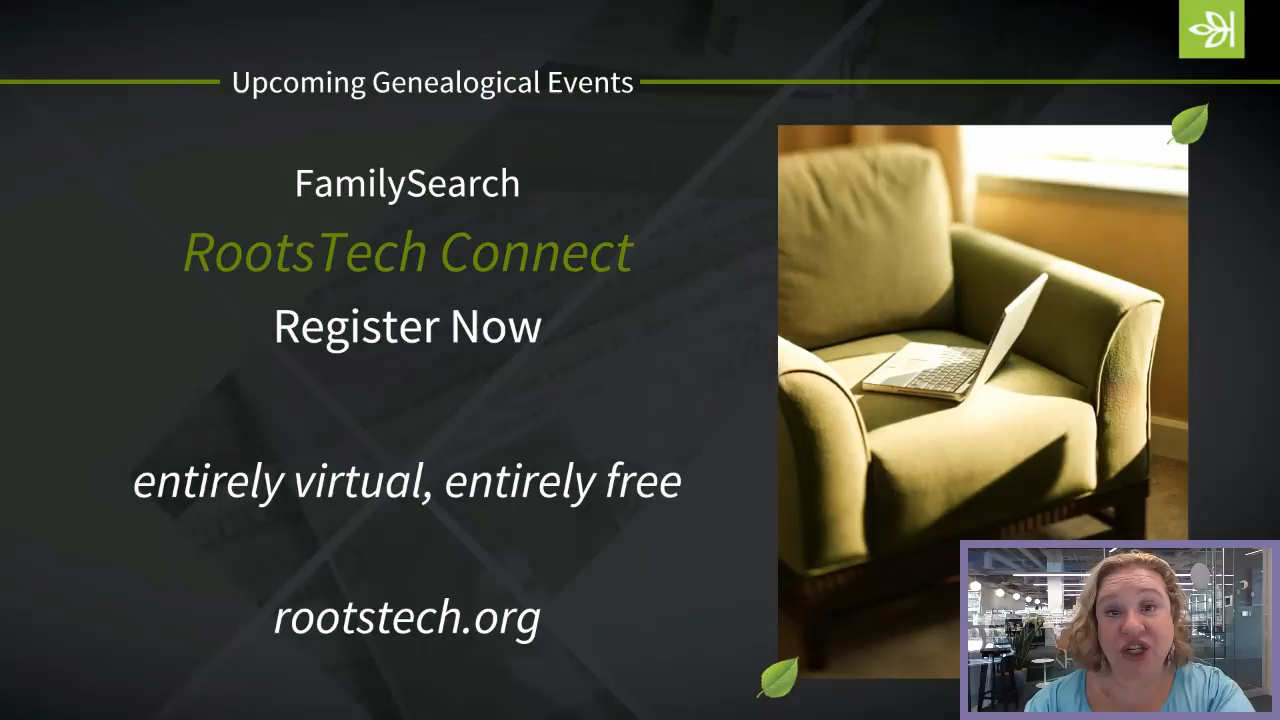 Upcoming Genealogical Events
FamilySearch
RootsTech Connect
Register Now
entirely virtual, entirely free
rootstech.org